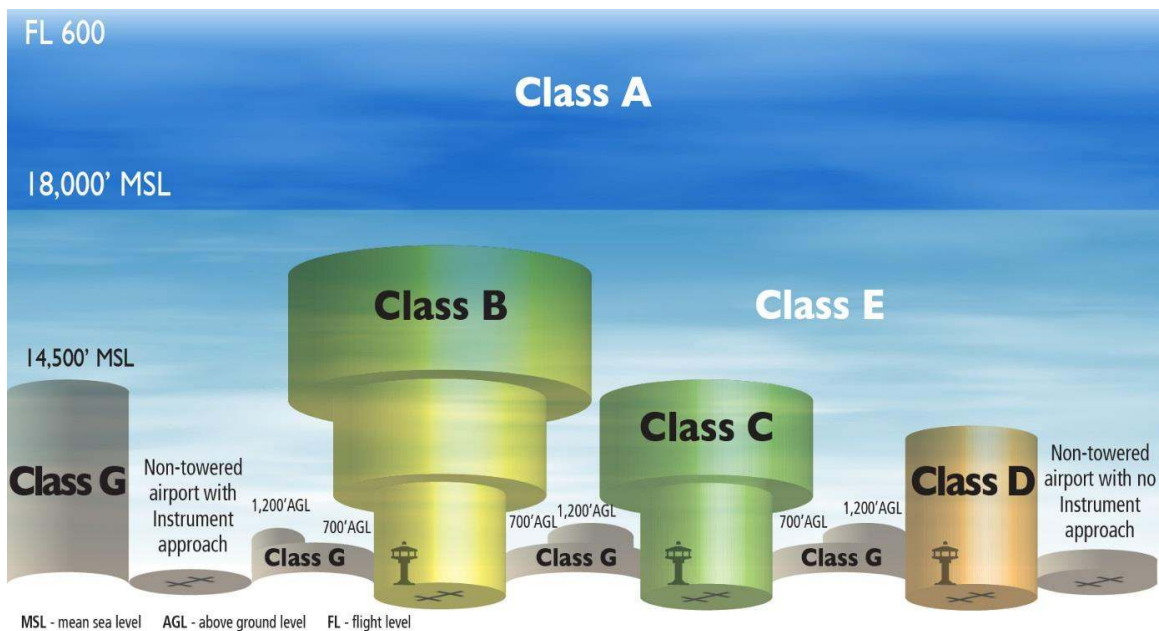 FL 600
Class A
18,000' MSL
Class B
Class E
14,500' MSL
Class C
Class G
Non-towered
airport with
Instrument
approach
1,200'AGL
700'AGL
Class G
700'AGL
1,200'AGL
Class G
700'AGL
1,200'AGL
Class G
Class D
Non-towered
airport with no
Instrument
approach
MSL - mean sea level AGL - above ground level FL - flight level